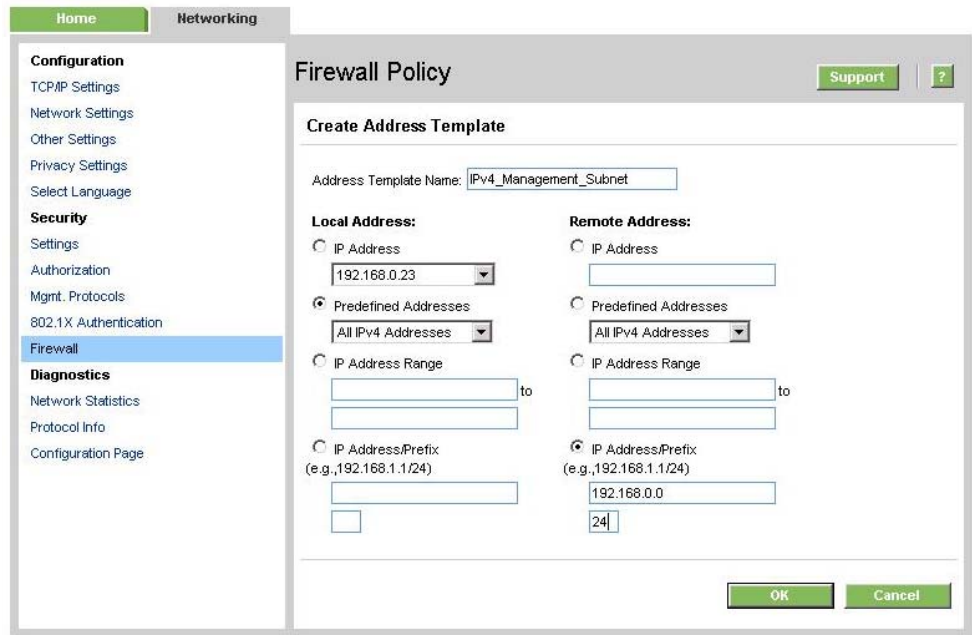 Home
Networking
Configuration
TCP/IP Settings
Network Settings
Other Settings
Privacy Settings
Select Language
Security
Settings
Authorization
Mgmt. Protocols
802.1X Authentication
Firewall
Diagnostics
Network Statistics
Protocol Info
Configuration Page
Firewall Policy
Support
?
Create Address Template
Address Template Name: IPv4_Management_Subnet
Local Address:
IP Address
192.168.0.23
Predefined Addresses
All IPv4 Addresses
IP Address Range
to
IP Address/Prefix
(e.g.,192.168.1.1/24)
Remote Address:
IP Address
Predefined Addresses
All IPv4 Addresses
IP Address Range
to
IP Address/Prefix
(e.g.,192.168.1.1/24)
192.168.0.0
24
OK
Cancel